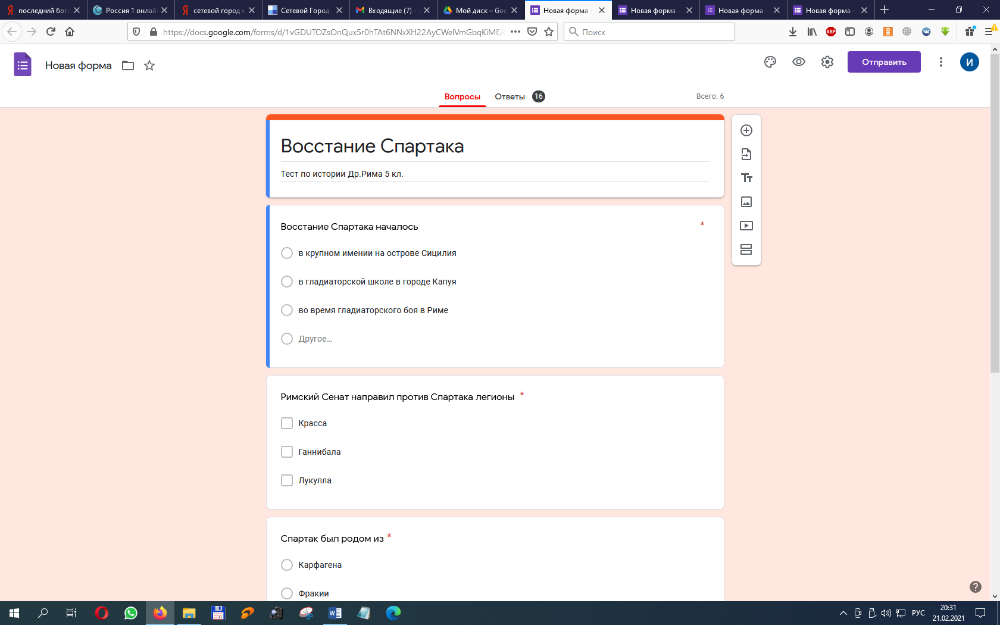 последний бога
Россия 1 онлай
сетевой город
Сетевой Город.
Входящие (7) -
Мой диск – Goo
Новая форма -
Новая форма -
Новая форма -
Новая форма -
https://docs.google.com/forms/d/1vGDUTOZsOnQux5r0hTAt6NNxXH22AyCWelVmGbqKiME/e
Поиск
ABP
Новая форма
Отправить
И
Вопросы
Ответы 16
Всего: 6
Восстание Спартака
Тест по истории Др.Рима 5 кл.
Восстание Спартака началось *
в крупном имении на острове Сицилия
в гладиаторской школе в городе Капуя
во время гладиаторского боя в Риме
Другое...
Римский Сенат направил против Спартака легионы *
Красса
Ганнибала
Лукулла
Спартак был родом из *
Карфагена
Фракии
РУС
20:31
21.02.2021